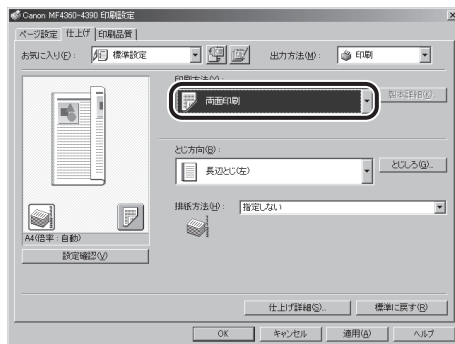 Canon MF4360-4390 印刷設定
ページ設定 仕上げ 印刷品質
お気に入り(F): 標準設定 出力方法(M): 印刷
印刷方法(Y):
両面印刷 製本詳細(K)...
とじ方向(B):
長辺とじ(左) とじしろ(G)...
排紙方法(H): 指定しない
A4(倍率：自動)
設定確認(V)
仕上げ詳細(S)... 標準に戻す(R)
OK キャンセル 適用(A) ヘルプ